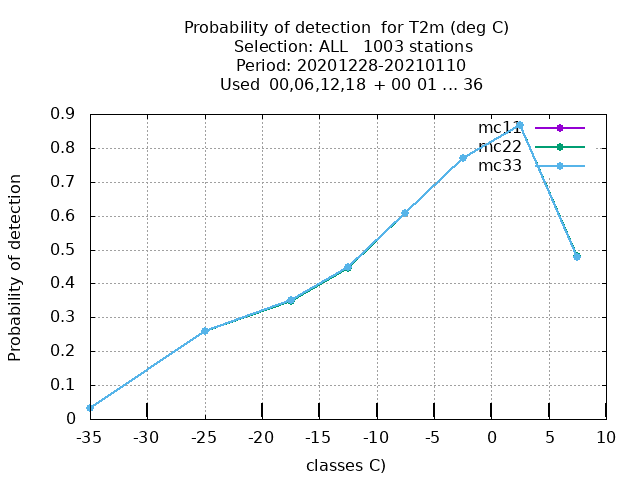 Probability of detection for T2m (deg C)
Selection: ALL 1003 stations
Period: 20201228-20210110
Used 00,06,12,18 + 00 01 ... 36
0.9
0.8
0.7
0.6
0.5
0.4
0.3
0.2
0.1
0
Probability of detection
mc11
mc22
mc33
-35 -30 -25 -20 -15 -10 -5 0 5 10
classes C)